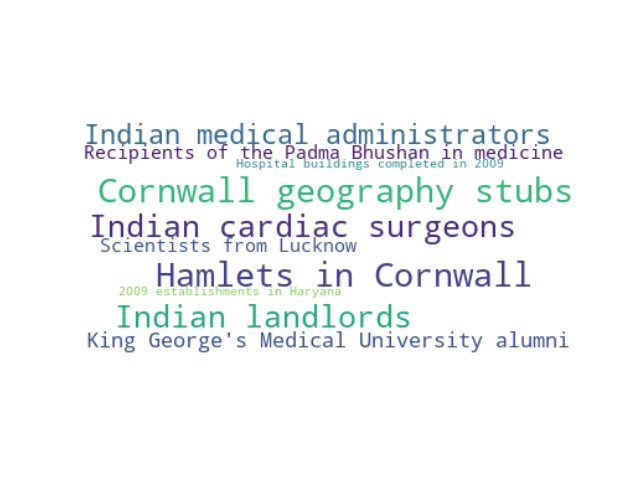 Indian medical administrators
Recipients of the Padma Bhushan in medicine
Hospital buildings completed in 2009
Cornwall geography stubs
Indian cardiac surgeons
Scientists from Lucknow
Hamlets in Cornwall
2009 establishments in Haryana
Indian landlords
King George's Medical University alumni